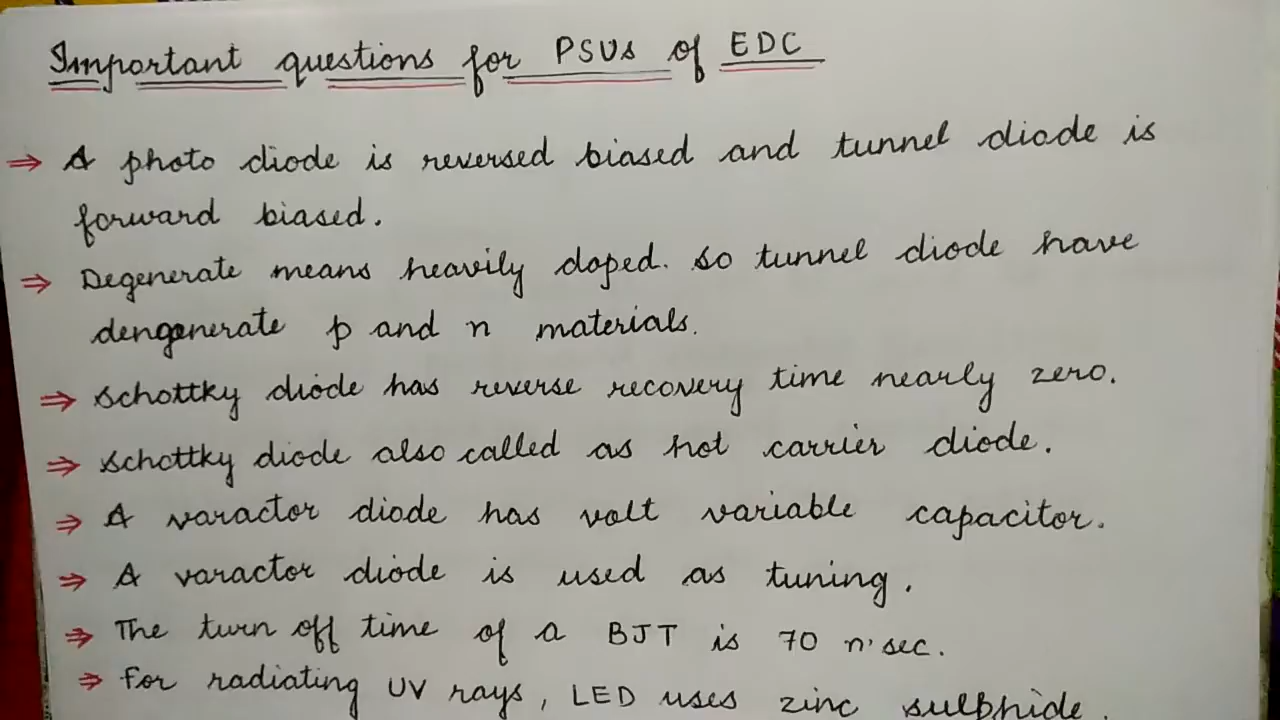 Important questions for PSUs of EDC
⇒ A photo diode is reversed biased and tunnel diode is
forward biased.
⇒ Degenerate means heavily doped. so tunnel diode have
dengenerate p and n materials.
⇒ Schottky diode has reverse recovery time nearly zero.
⇒ Schottky diode also called as hot carrier diode.
⇒ A varactor diode has volt variable capacitor.
⇒ A varactor diode is used as tuning.
⇒ The turn off time of a BJT is 70 n·sec.
⇒ For radiating UV rays, LED uses zinc sulphide.